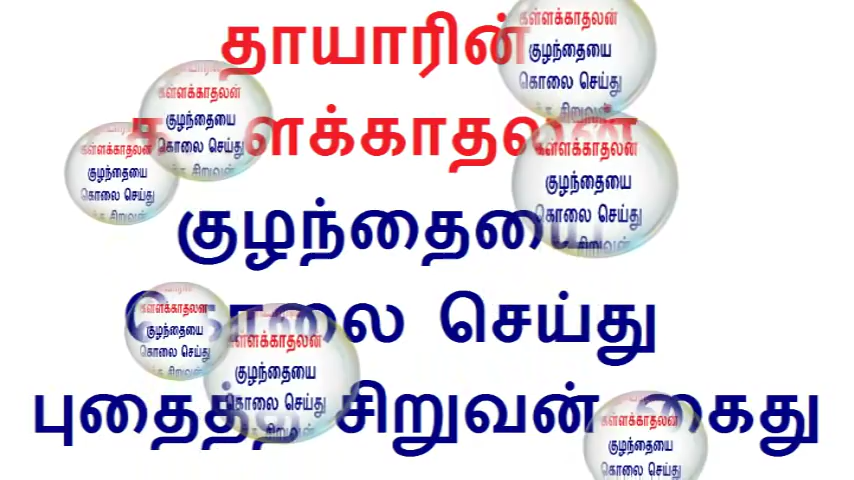 தாயாரின்
கள்ளக்காதலன்
குழந்தையை
கொலை செய்து
புதைத்த சிறுவன் கைது